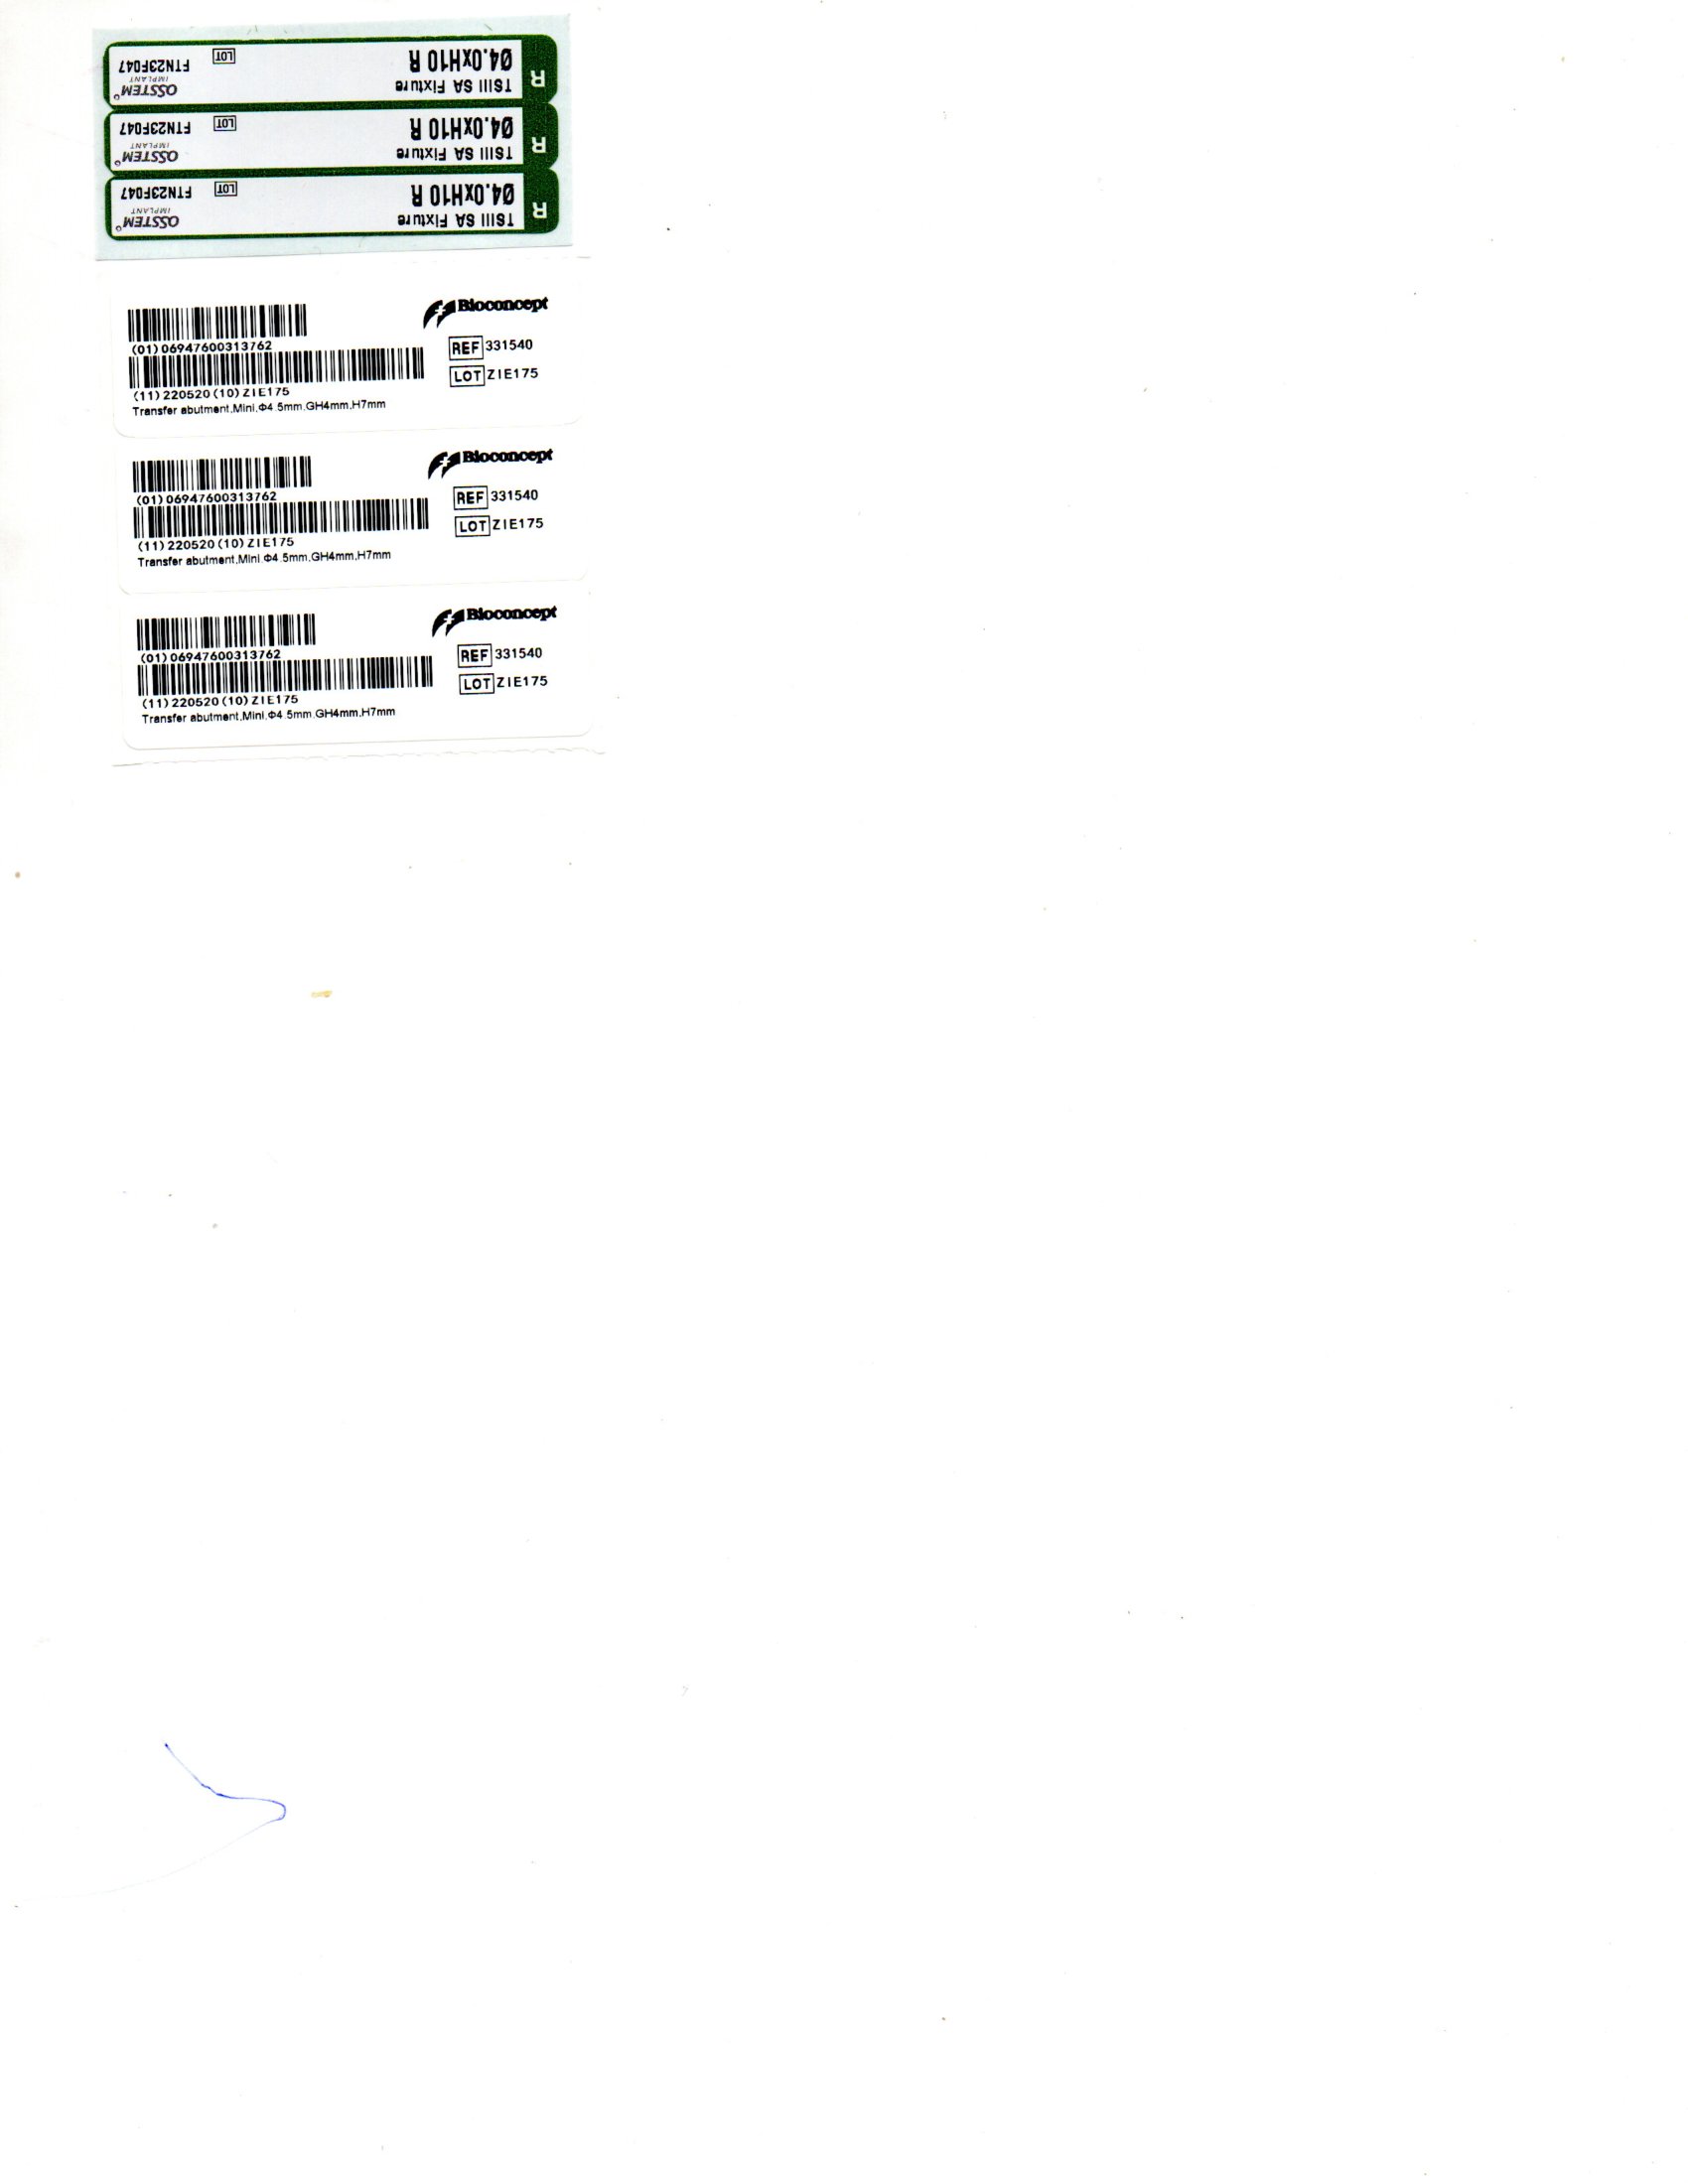 R
TSIII SA Fixture
Ø4.0xH10 R
OSSTEM®
IMPLANT
LOT FTN23F047
R
TSIII SA Fixture
Ø4.0xH10 R
OSSTEM®
IMPLANT
LOT FTN23F047
R
TSIII SA Fixture
Ø4.0xH10 R
OSSTEM®
IMPLANT
LOT FTN23F047
Bioconcept
(01)06947600313762
REF 331540
LOT ZIE175
(11)220520(10)ZIE175
Transfer abutment,Mini,Φ4.5mm,GH4mm,H7mm
Bioconcept
(01)06947600313762
REF 331540
LOT ZIE175
(11)220520(10)ZIE175
Transfer abutment,Mini,Φ4.5mm,GH4mm,H7mm
Bioconcept
(01)06947600313762
REF 331540
LOT ZIE175
(11)220520(10)ZIE175
Transfer abutment,Mini,Φ4.5mm,GH4mm,H7mm